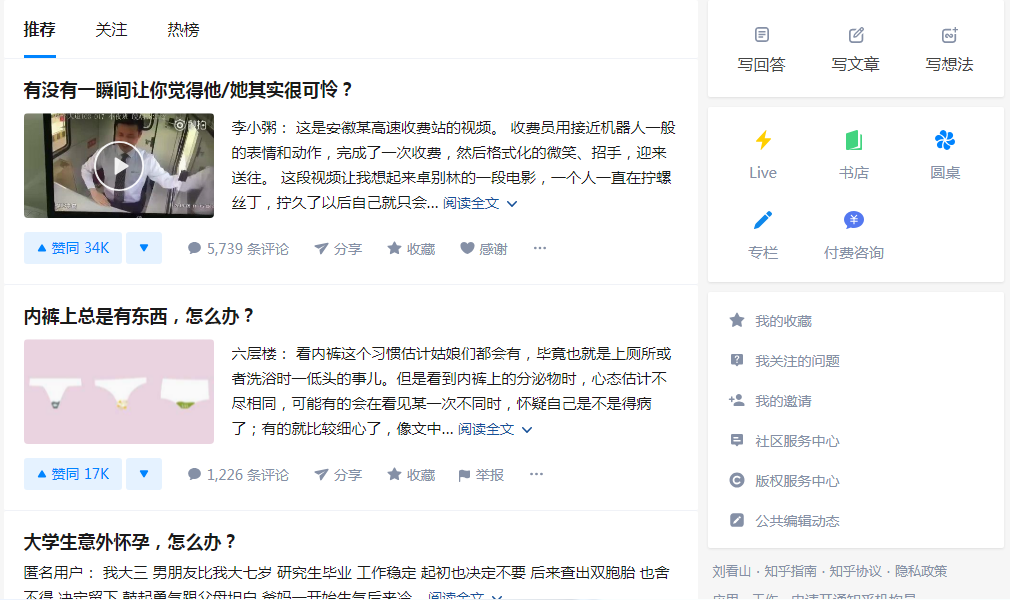 推荐 关注 热榜
有没有一瞬间让你觉得他/她其实很可怜？
李小粥： 这是安徽某高速收费站的视频。 收费员用接近机器人一般
的表情和动作，完成了一次收费，然后格式化的微笑、招手，迎来
送往。 这段视频让我想起来卓别林的一段电影，一个人一直在拧螺
丝丁，拧久了以后自己就只会... 阅读全文
赞同 34K 5,739 条评论 分享 收藏 感谢 ···
内裤上总是有东西，怎么办？
六层楼： 看内裤这个习惯估计姑娘们都会有，毕竟也就是上厕所或
者洗浴时一低头的事儿。但是看到内裤上的分泌物时，心态估计不
尽相同，可能有的会在看见某一次不同时，怀疑自己是不是得病
了；有的就比较细心了，像文中... 阅读全文
赞同 17K 1,226 条评论 分享 收藏 举报 ···
大学生意外怀孕，怎么办？
匿名用户： 我大三 男朋友比我大七岁 研究生毕业 工作稳定 起初也决定不要 后来查出双胞胎 也舍
不得 决定留下 鼓起勇气跟父母坦白 爸妈一开始生气后来冷... 阅读全文
写回答 写文章 写想法
Live 书店 圆桌
专栏 付费咨询
我的收藏
我关注的问题
我的邀请
社区服务中心
版权服务中心
公共编辑动态
刘看山 · 知乎指南 · 知乎协议 · 隐私政策
应用 · 工作 · 申请开通知乎机构号